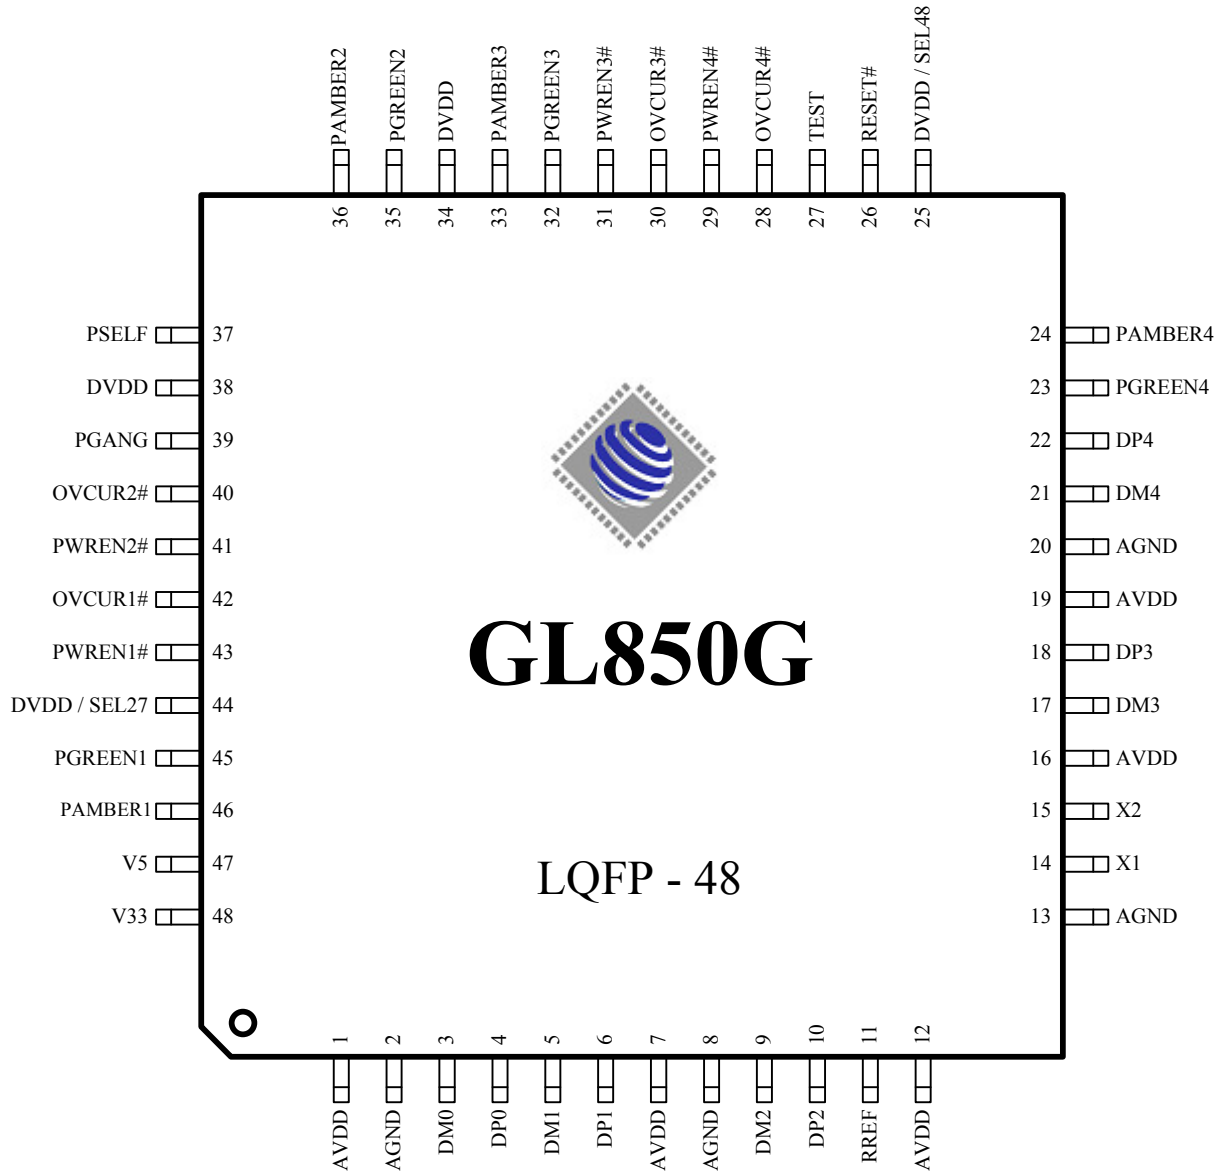 PAMBER2
PGREEN2
DVDD
PAMBER3
PGREEN3
PWREN3#
OVCUR3#
PWREN4#
OVCUR4#
TEST
RESET#
DVDD / SEL48
36
35
34
33
32
31
30
29
28
27
26
25
PSELF 37
DVDD 38
PGANG 39
OVCUR2# 40
PWREN2# 41
OVCUR1# 42
PWREN1# 43
DVDD / SEL27 44
PGREEN1 45
PAMBER1 46
V5 47
V33 48
GL850G
LQFP - 48
24 PAMBER4
23 PGREEN4
22 DP4
21 DM4
20 AGND
19 AVDD
18 DP3
17 DM3
16 AVDD
15 X2
14 X1
13 AGND
1
2
3
4
5
6
7
8
9
10
11
12
AVDD
AGND
DM0
DP0
DM1
DP1
AVDD
AGND
DM2
DP2
RREF
AVDD